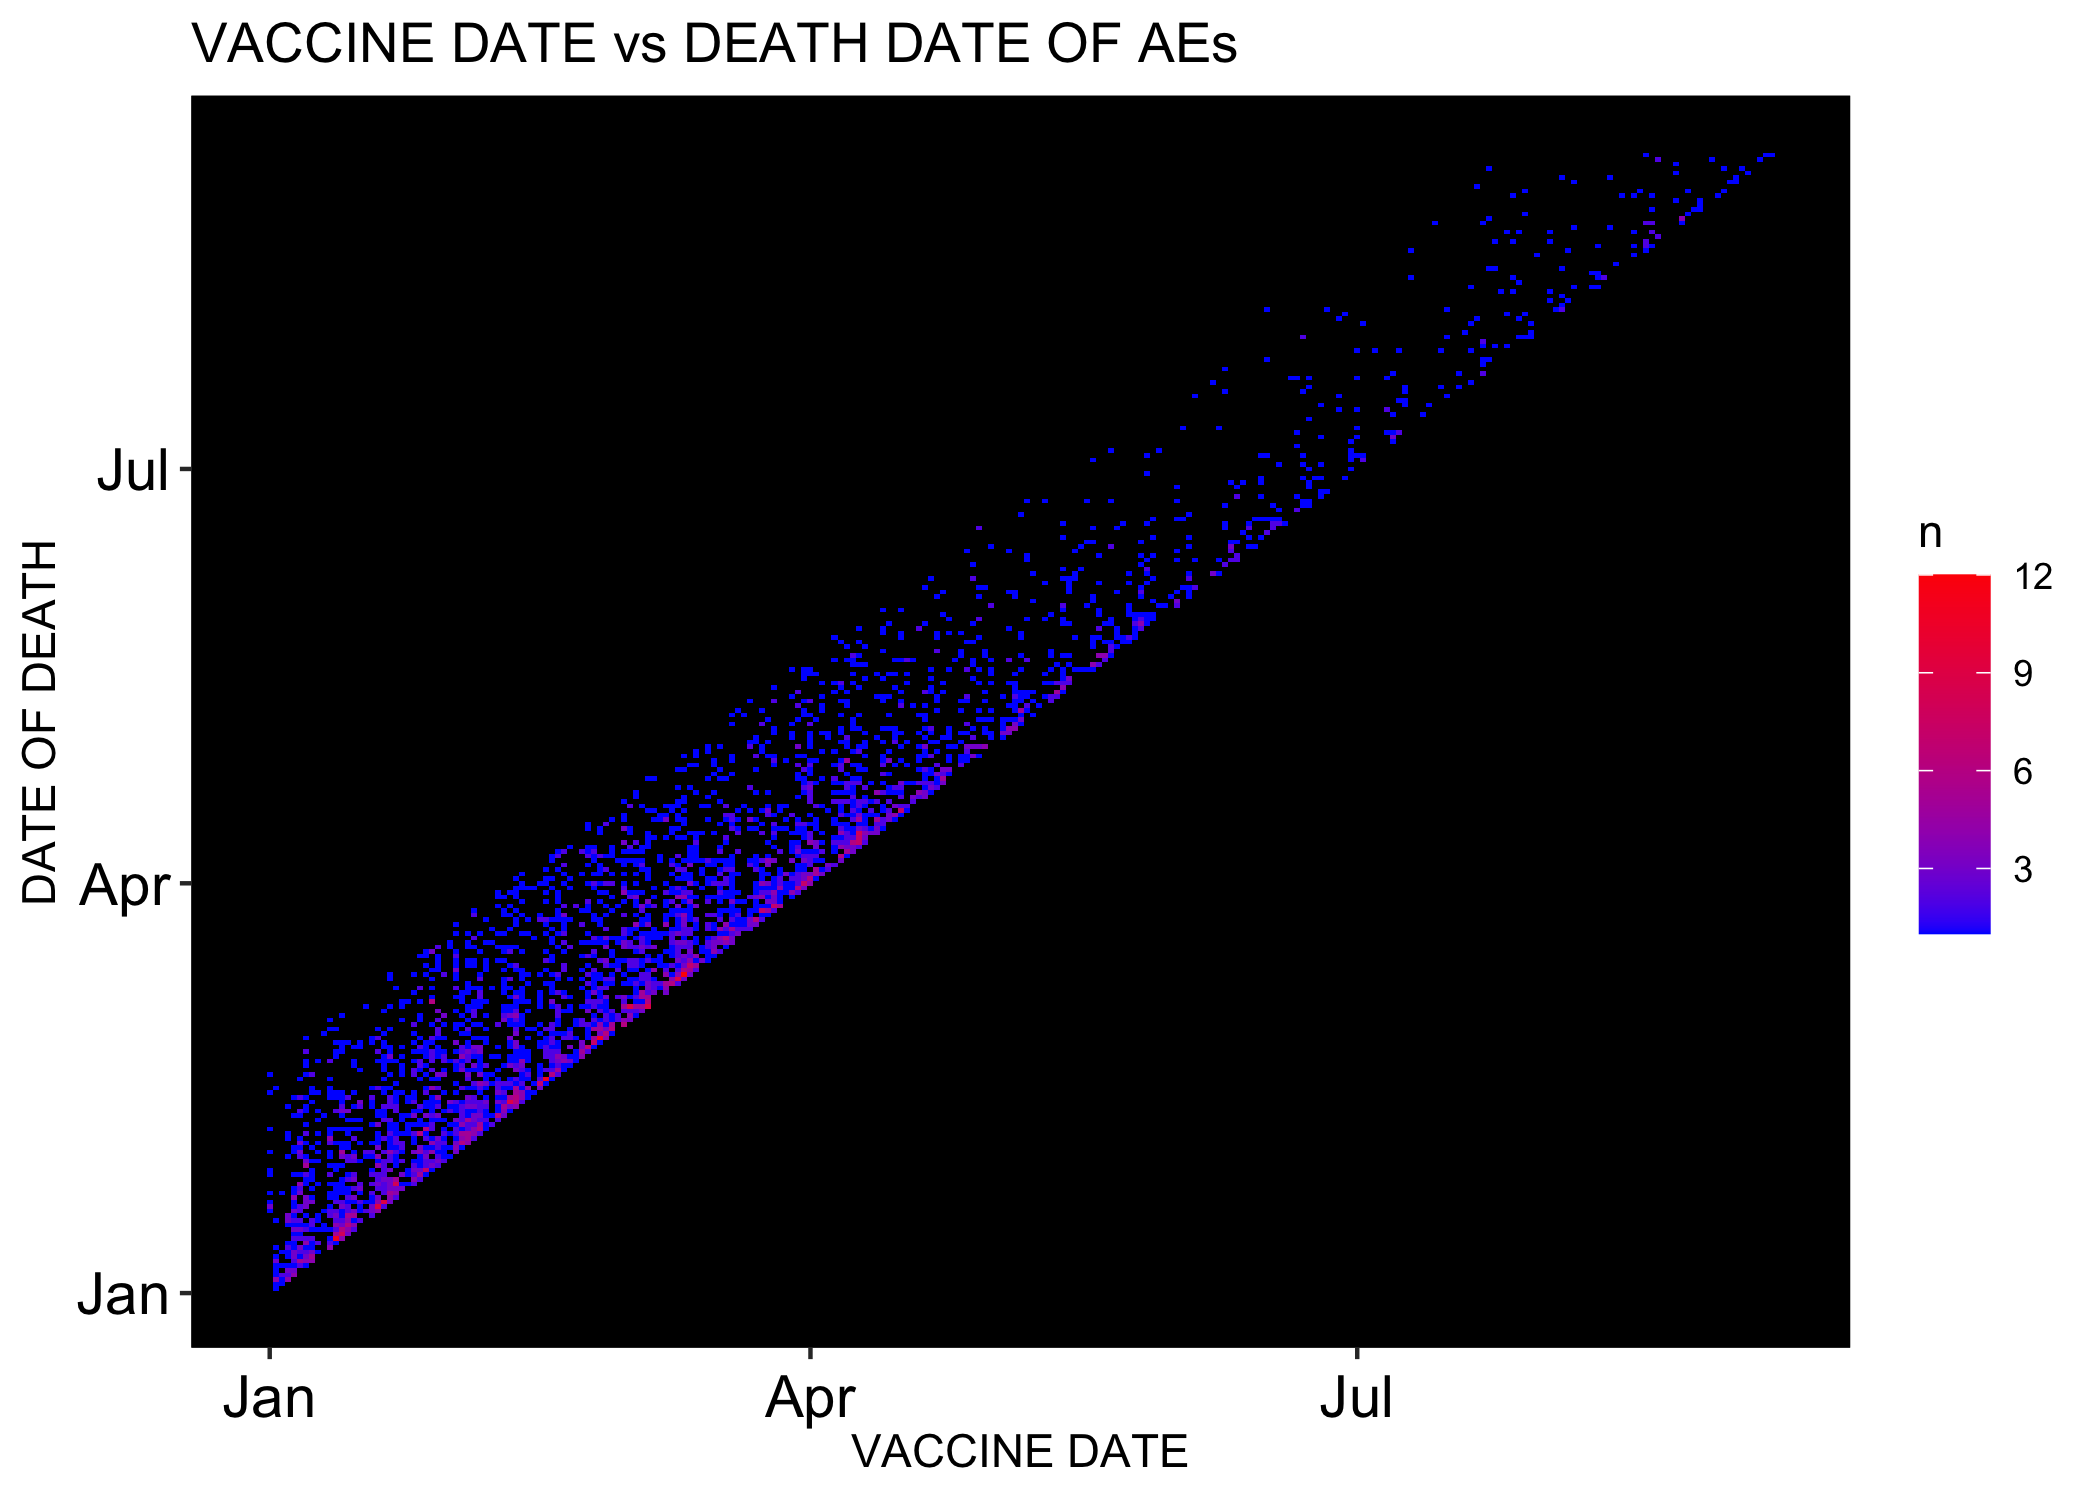 VACCINE DATE vs DEATH DATE OF AEs
DATE OF DEATH
Jul
Apr
Jan
Jan
Apr
Jul
VACCINE DATE
n
12
9
6
3